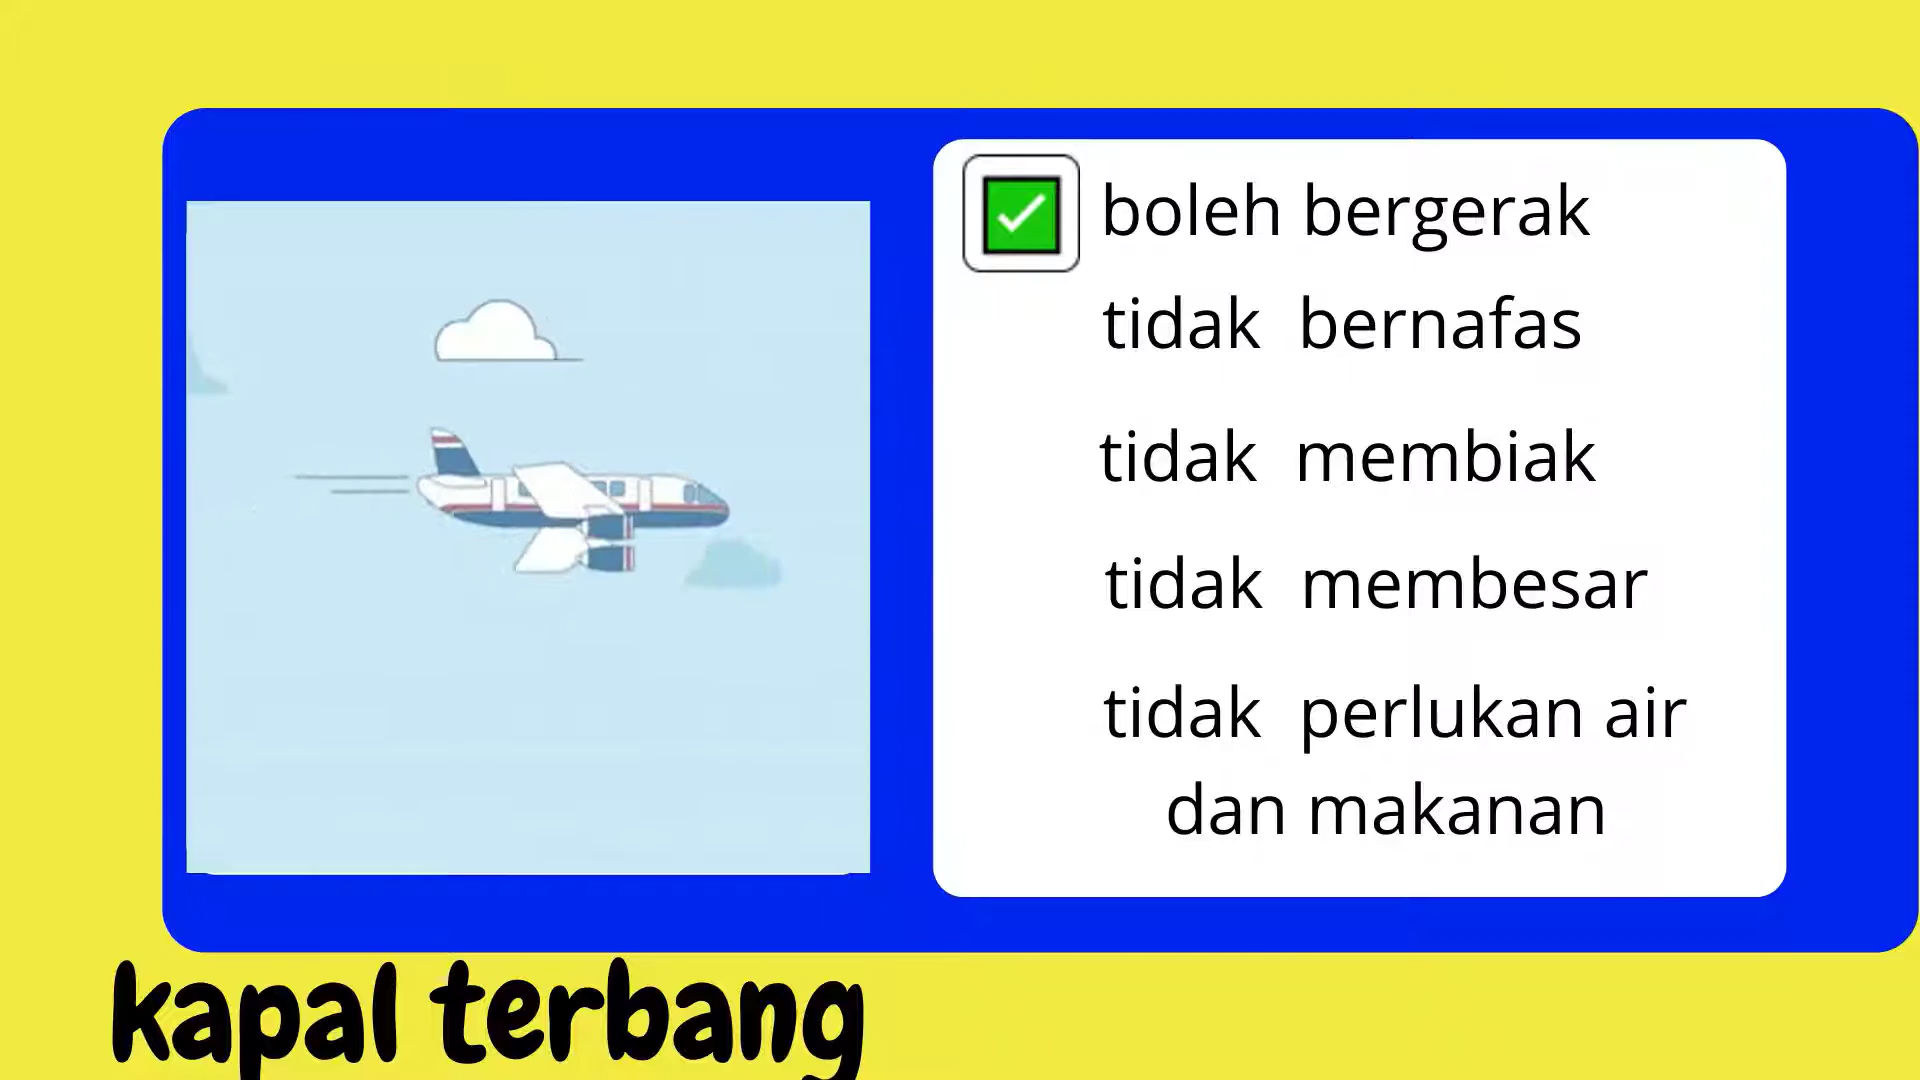 boleh bergerak
tidak bernafas
tidak membiak
tidak membesar
tidak perlukan air
dan makanan
kapal terbang